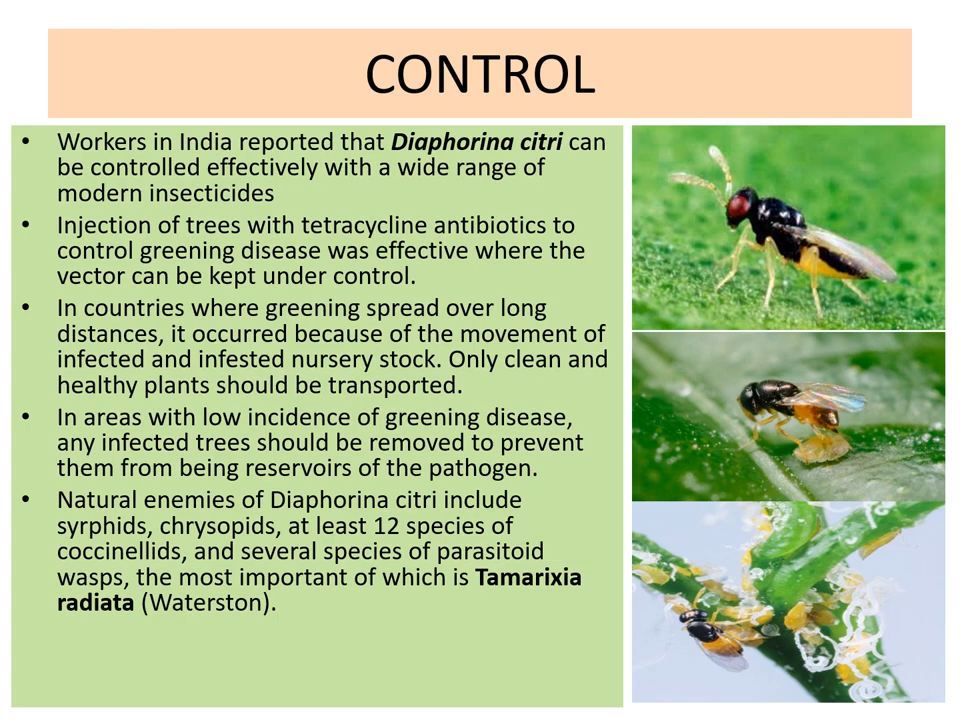 CONTROL
• Workers in India reported that Diaphorina citri can
be controlled effectively with a wide range of
modern insecticides
• Injection of trees with tetracycline antibiotics to
control greening disease was effective where the
vector can be kept under control.
• In countries where greening spread over long
distances, it occurred because of the movement of
infected and infested nursery stock. Only clean and
healthy plants should be transported.
• In areas with low incidence of greening disease,
any infected trees should be removed to prevent
them from being reservoirs of the pathogen.
• Natural enemies of Diaphorina citri include
syrphids, chrysopids, at least 12 species of
coccinellids, and several species of parasitoid
wasps, the most important of which is Tamarixia
radiata (Waterston).